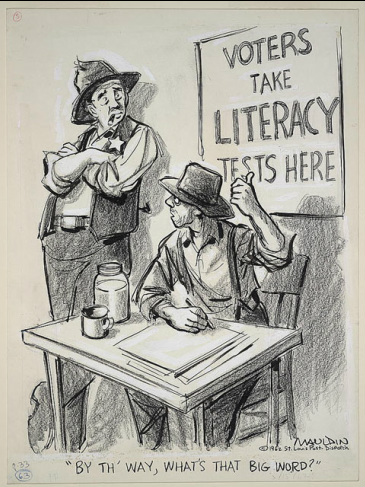 VOTERS
TAKE
LITERACY
TESTS HERE
MAULDIN
© 1962 St. Louis Post-Dispatch
"BY TH' WAY, WHAT'S THAT BIG WORD?"